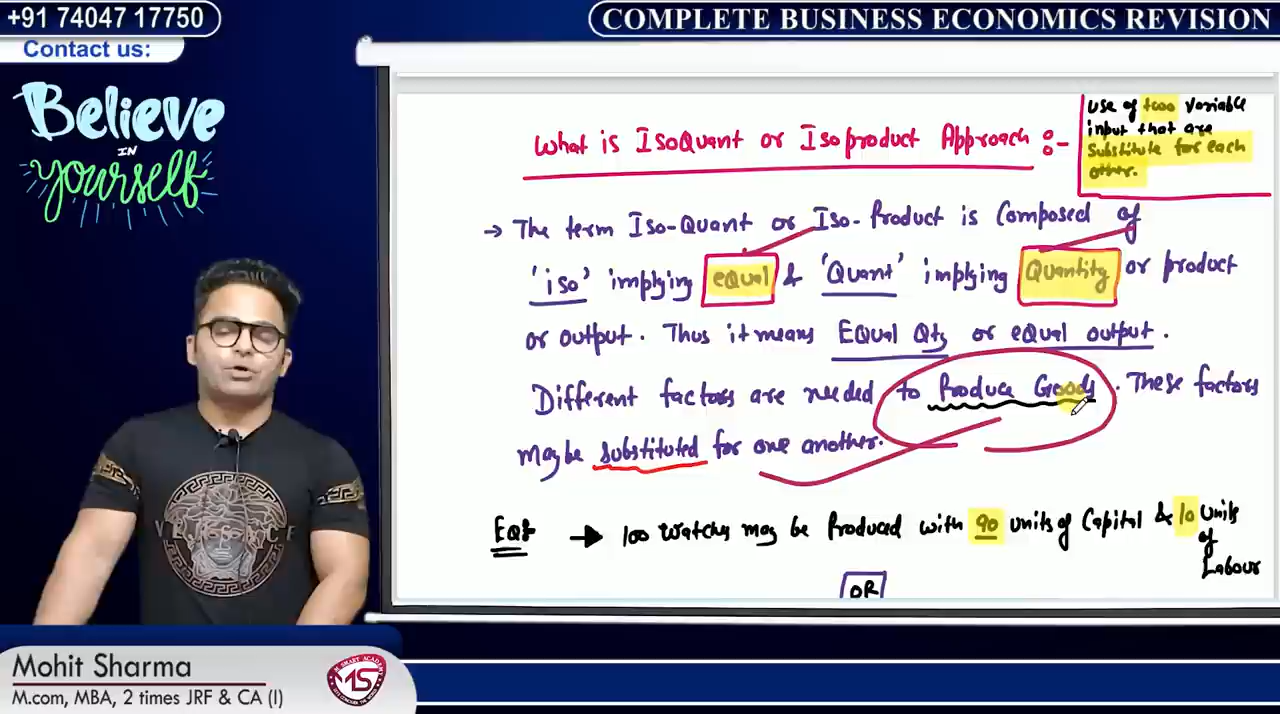 +91 74047 17750
Contact us:
COMPLETE BUSINESS ECONOMICS REVISION
Believe
IN
yourself
use of two variable
input that are
Substitute for each
other.
What is IsoQuant or Isoproduct Approach :-
→ The term Iso-Quant or Iso-Product is Composed of
'iso' implying equal & 'Quant' implying Quantity or product
or output. Thus it means Equal Qty or equal output.
Different factors are needed to Produce Goods. These factors
may be substituted for one another.
Eg: → 100 watches may be Produced with 90 units of Capital & 10 Units
of
Labour
OR
Mohit Sharma
M.com, MBA, 2 times JRF & CA (I)
M SMART ACADEMY
MS